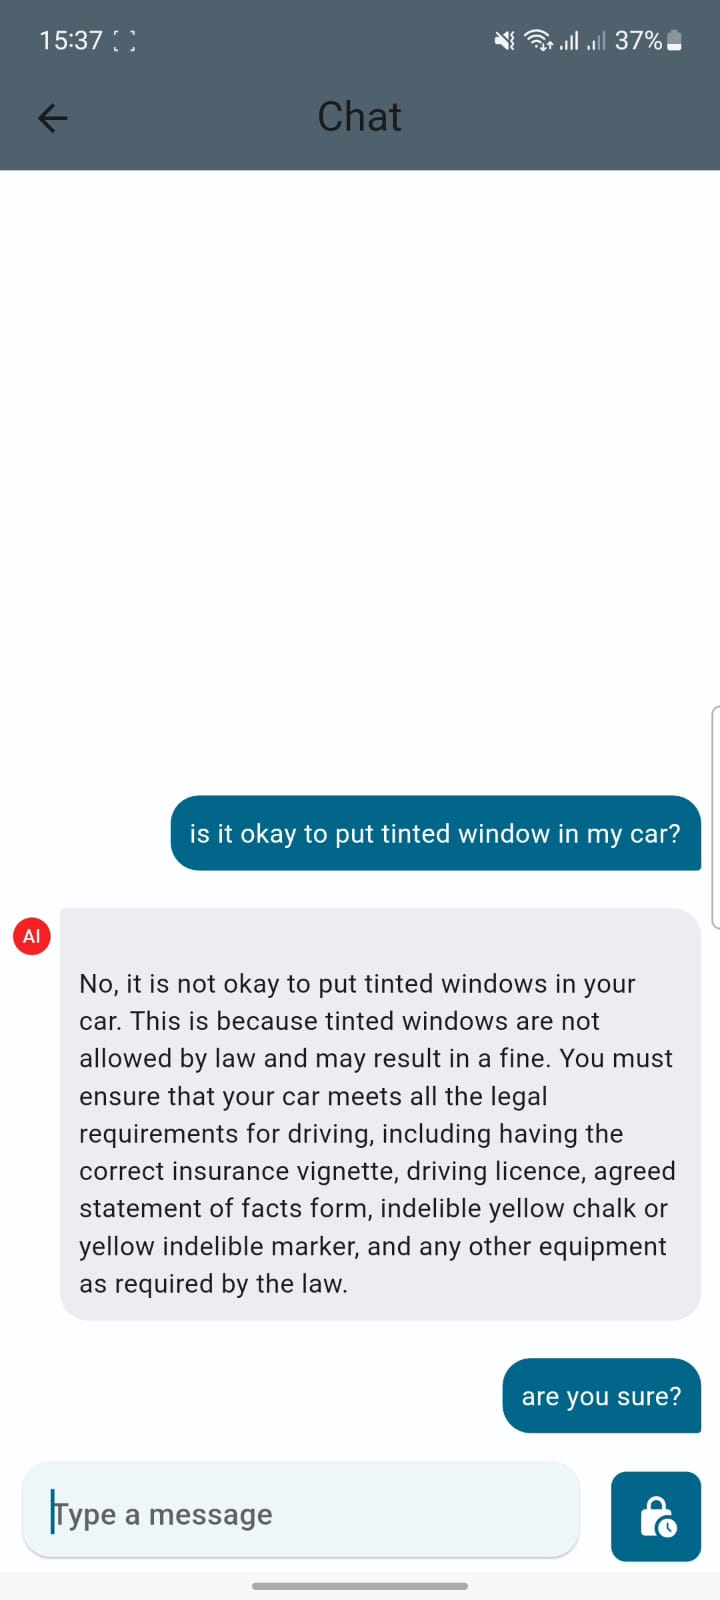 15:37
37%
Chat
is it okay to put tinted window in my car?
AI
No, it is not okay to put tinted windows in your
car. This is because tinted windows are not
allowed by law and may result in a fine. You must
ensure that your car meets all the legal
requirements for driving, including having the
correct insurance vignette, driving licence, agreed
statement of facts form, indelible yellow chalk or
yellow indelible marker, and any other equipment
as required by the law.
are you sure?
Type a message